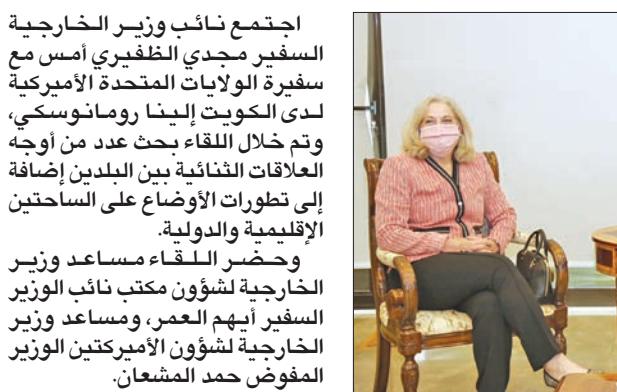 اجتمع نائب وزير الخارجية
السفير مجدي الظفيري أمس مع
سفيرة الولايات المتحدة الأميركية
لدى الكويت إلينا رومانوسكي،
وتم خلال اللقاء بحث عدد من أوجه
العلاقات الثنائية بين البلدين إضافة
إلى تطورات الأوضاع على الساحتين
الإقليمية والدولية.
وحضر اللقاء مساعد وزير
الخارجية لشؤون مكتب نائب الوزير
السفير أيهم العمر، ومساعد وزير
الخارجية لشؤون الأميركتين الوزير
المفوض حمد المشعان.